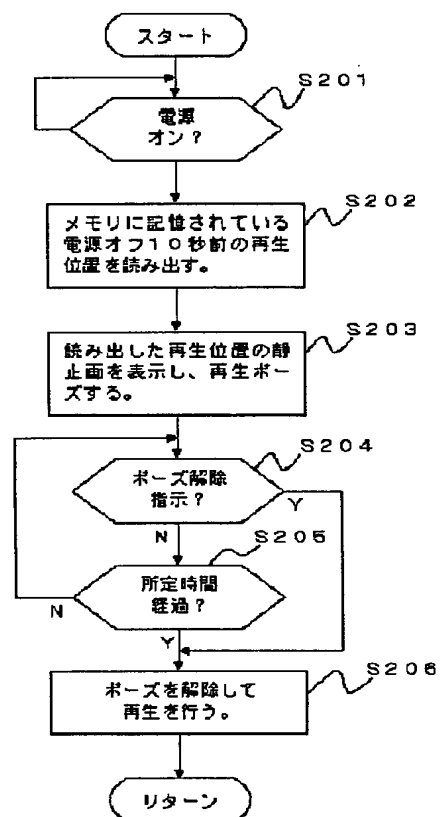 スタート
S201
電源
オン?
S202
メモリに記憶されている
電源オフ10秒前の再生
位置を読み出す。
S203
読み出した再生位置の静
止画を表示し、再生ポー
ズする。
S204
ポーズ解除
指示?
Y
N
S205
所定時間
経過?
N
Y
S206
ポーズを解除して
再生を行う。
リターン